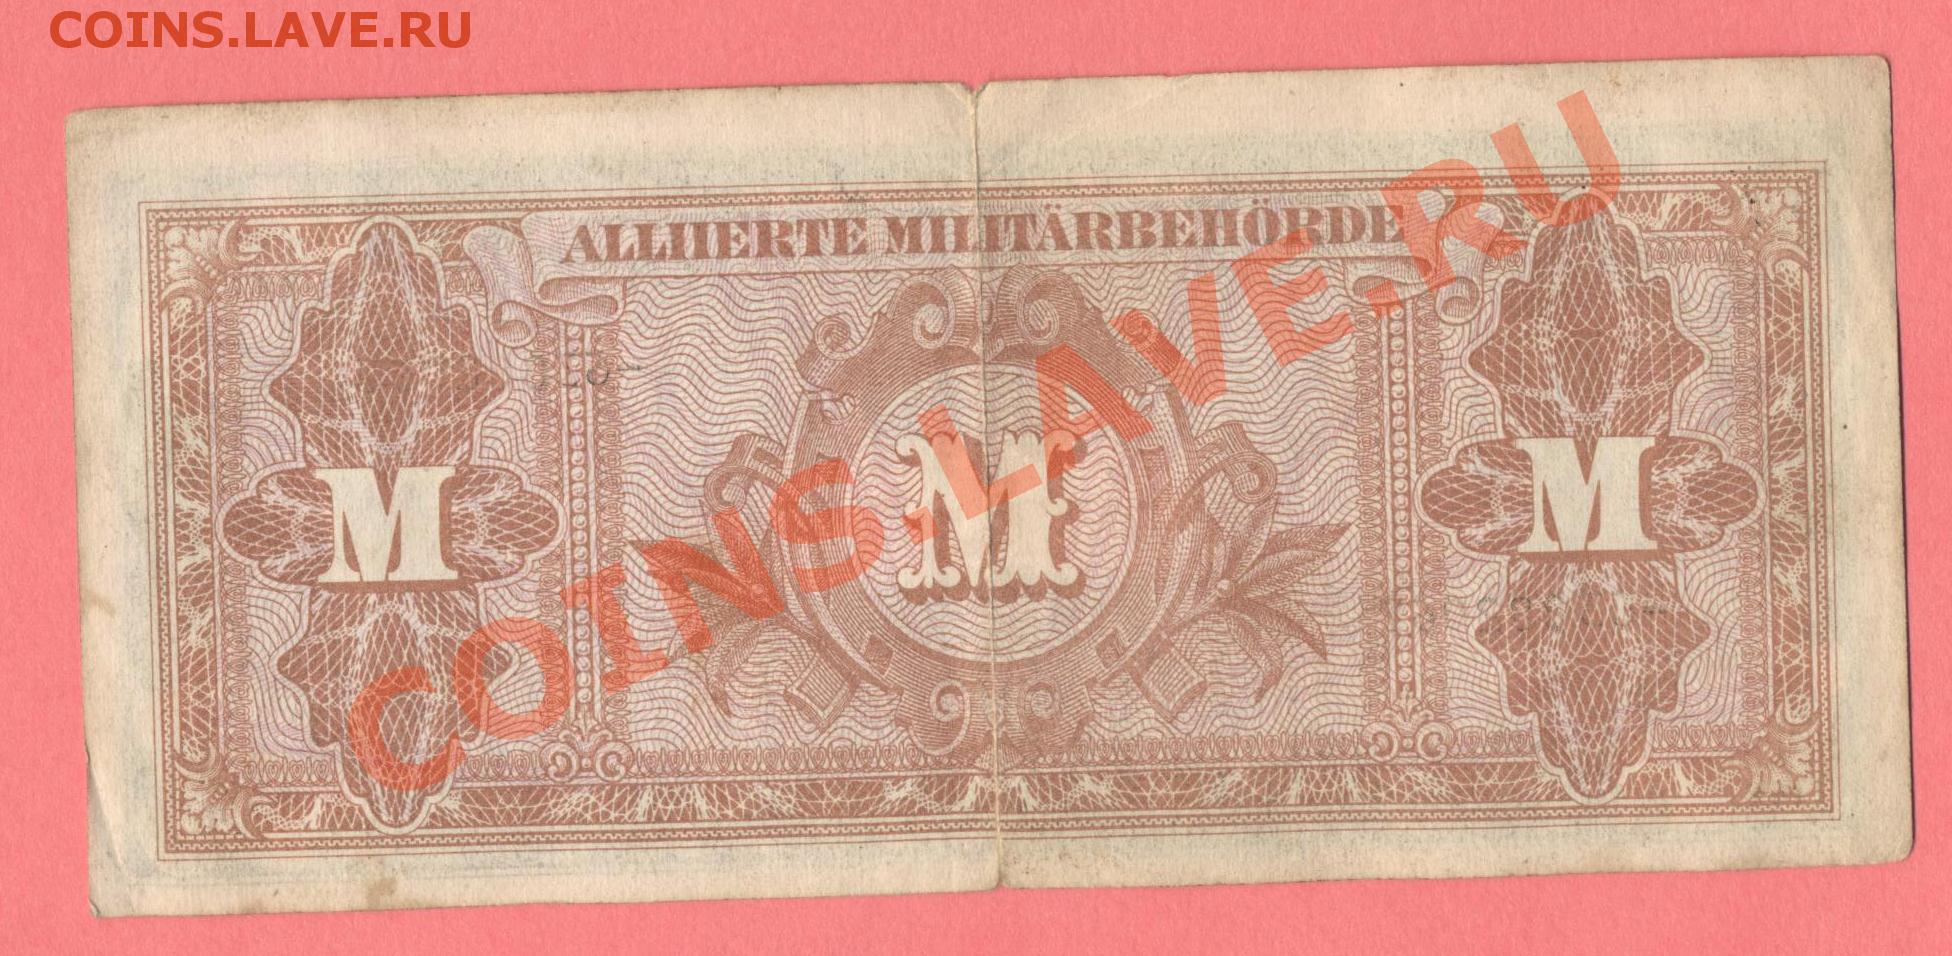 COINS.LAVE.RU
ALLIIERTE MILITÄRBEHÖRDE
M M M
COINS.LAVE.RU